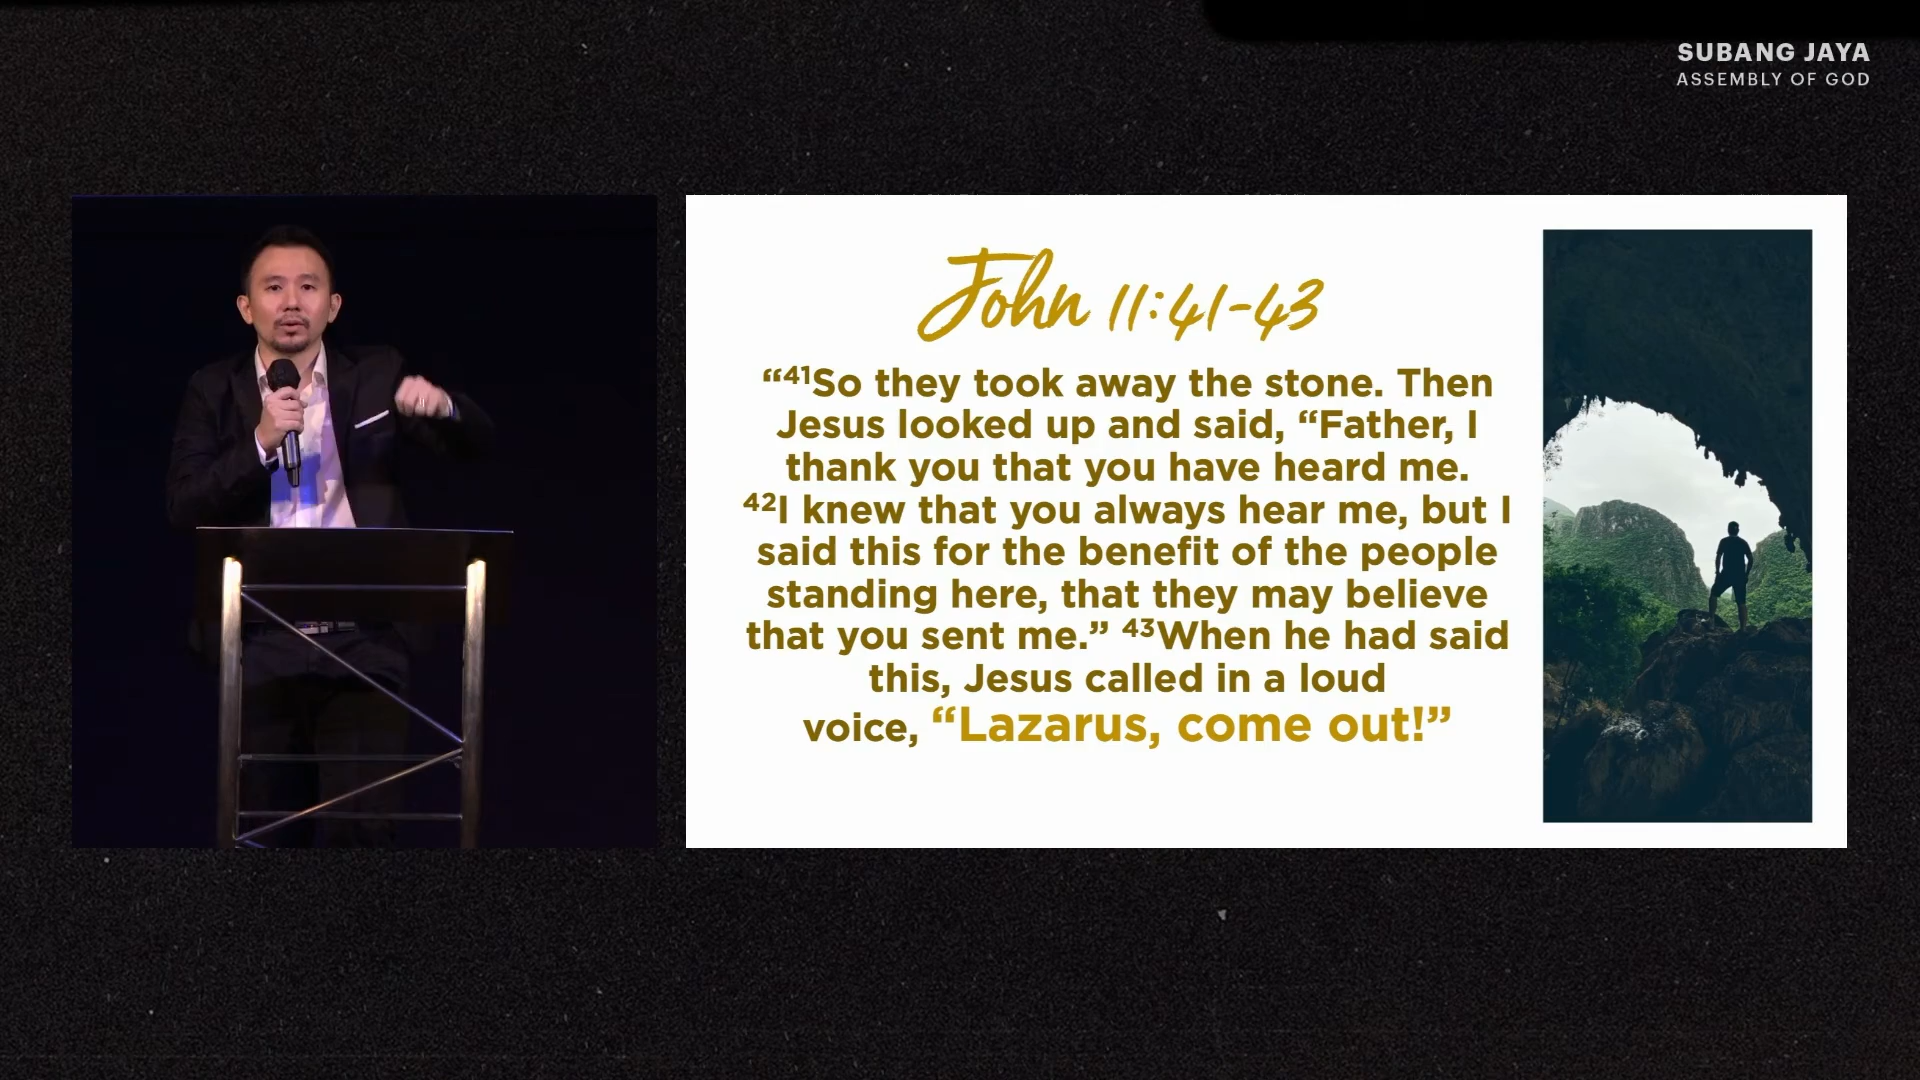 SUBANG JAYA
ASSEMBLY OF GOD
John 11:41-43
“⁴¹So they took away the stone. Then
Jesus looked up and said, “Father, I
thank you that you have heard me.
⁴²I knew that you always hear me, but I
said this for the benefit of the people
standing here, that they may believe
that you sent me.” ⁴³When he had said
this, Jesus called in a loud
voice, “Lazarus, come out!”